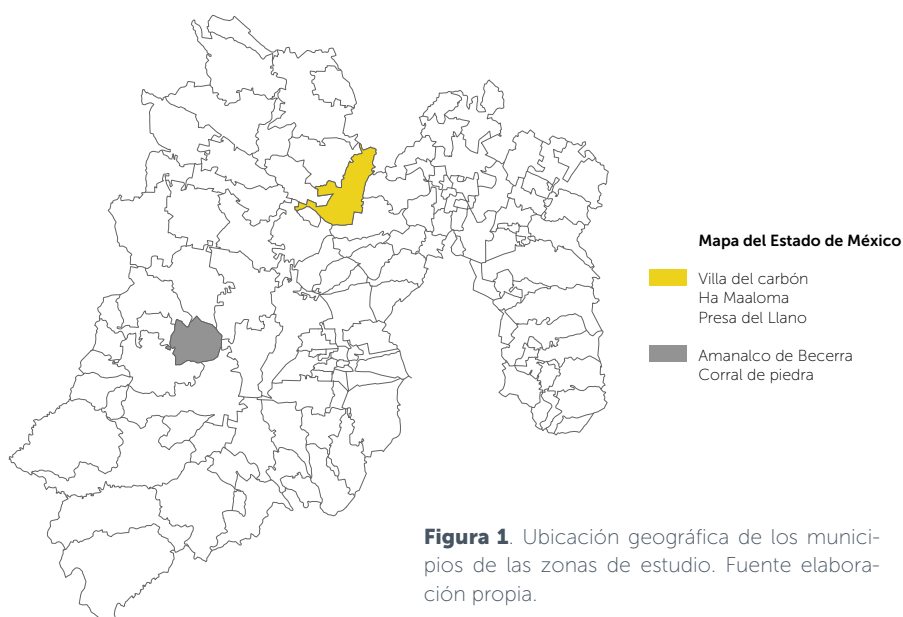 Mapa del Estado de México
Villa del carbón
Ha Maaloma
Presa del Llano
Amanalco de Becerra
Corral de piedra
Figura 1. Ubicación geográfica de los munici-
pios de las zonas de estudio. Fuente elabora-
ción propia.